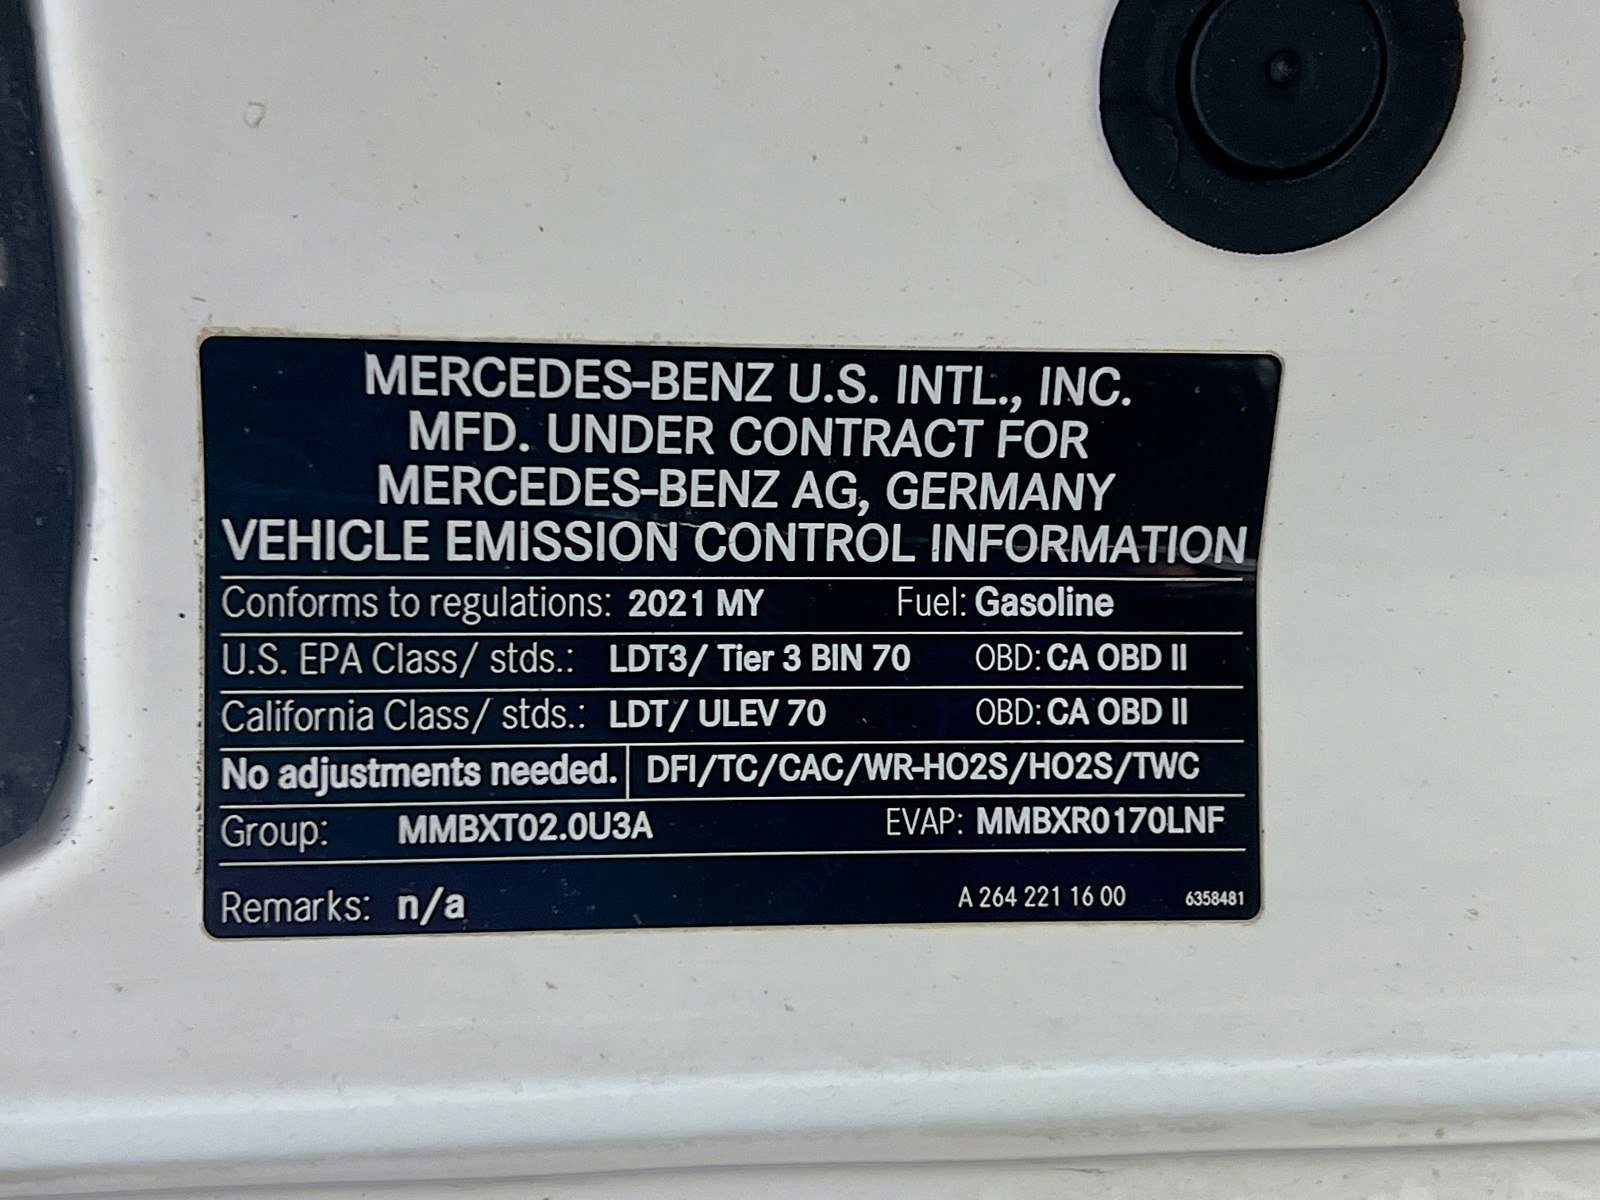 MERCEDES-BENZ U.S. INTL., INC.
MFD. UNDER CONTRACT FOR
MERCEDES-BENZ AG, GERMANY
VEHICLE EMISSION CONTROL INFORMATION
Conforms to regulations: 2021 MY Fuel: Gasoline
U.S. EPA Class/ stds.: LDT3/ Tier 3 BIN 70 OBD: CA OBD II
California Class/ stds.: LDT/ ULEV 70 OBD: CA OBD II
No adjustments needed. DFI/TC/CAC/WR-HO2S/HO2S/TWC
Group: MMBXT02.0U3A EVAP: MMBXR0170LNF
Remarks: n/a A 264 221 16 00 6358481